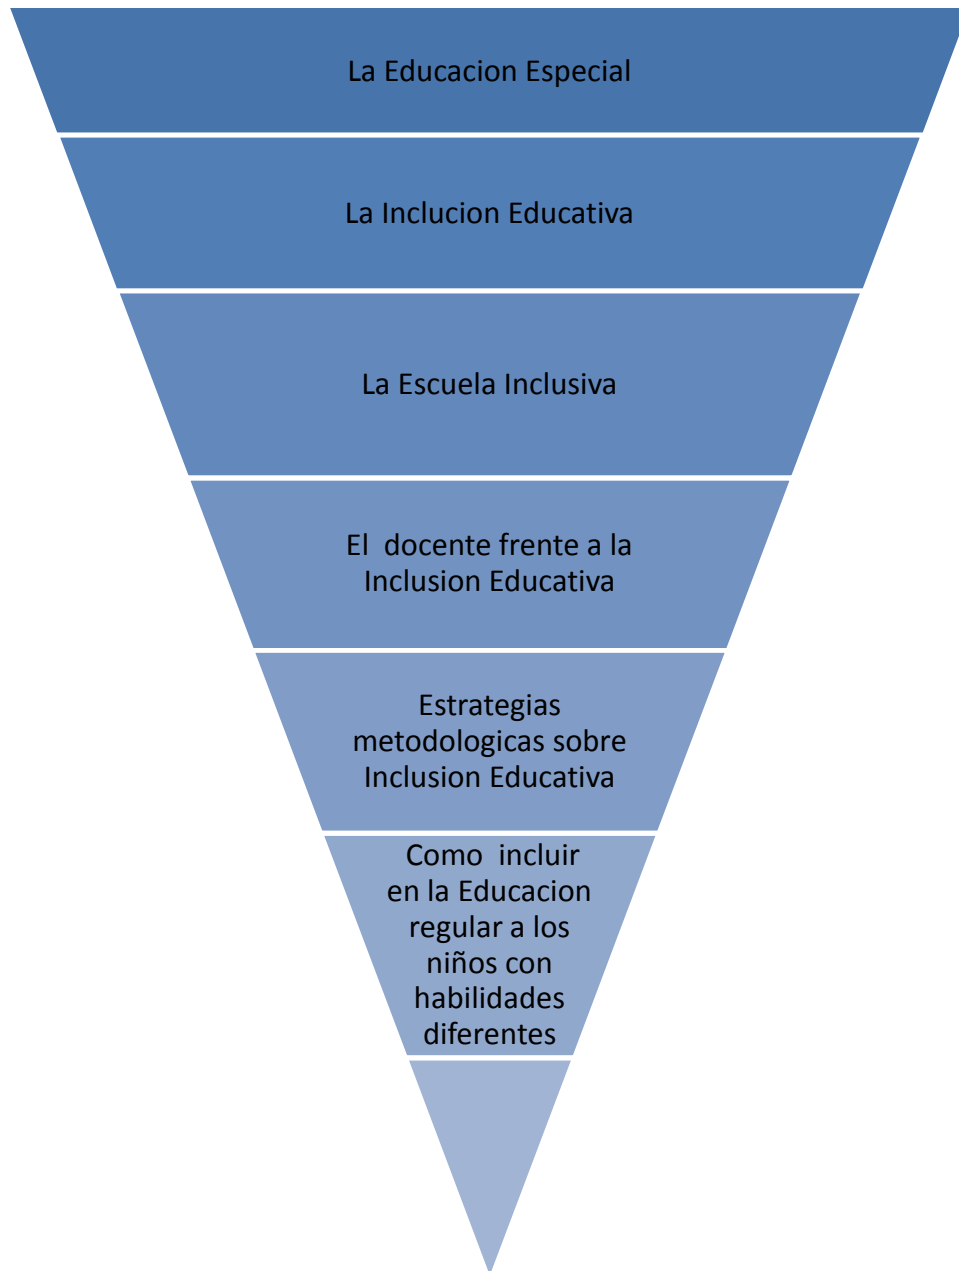 La Educacion Especial
La Inclucion Educativa
La Escuela Inclusiva
El  docente frente a la
Inclusion Educativa
Estrategias
metodologicas sobre
Inclusion Educativa
Como  incluir
en la Educacion
regular a los
niños con
habilidades
diferentes